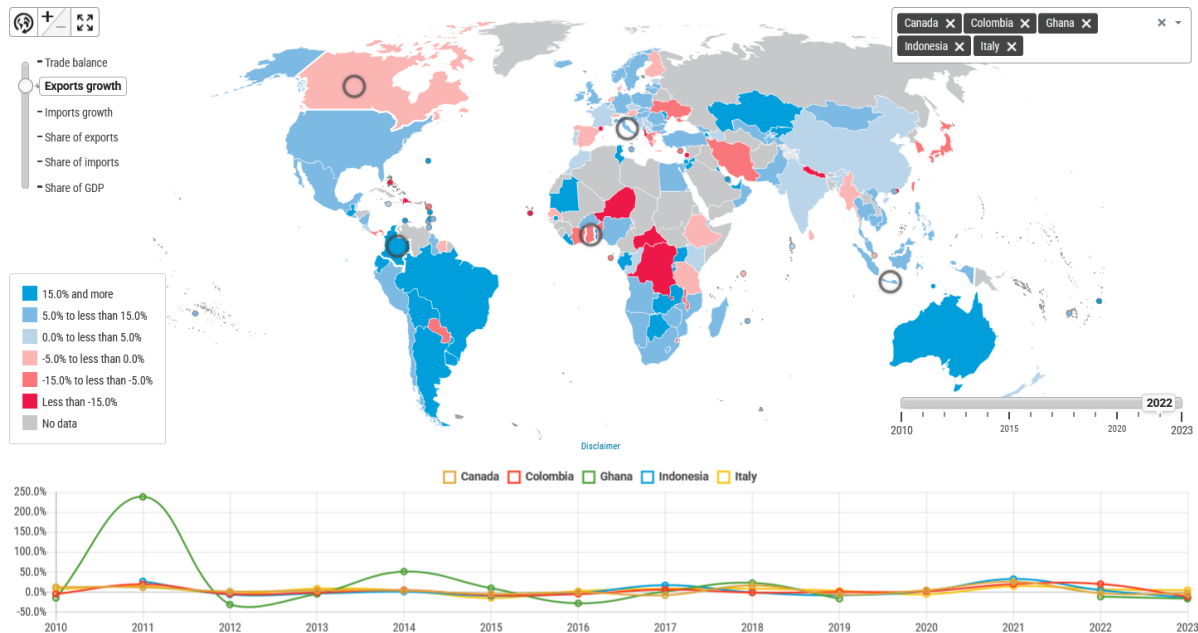 Canada
Colombia
Ghana
Indonesia
Italy
Trade balance
Exports growth
Imports growth
Share of exports
Share of imports
Share of GDP
15.0% and more
5.0% to less than 15.0%
0.0% to less than 5.0%
-5.0% to less than 0.0%
-15.0% to less than -5.0%
Less than -15.0%
No data
2022
2010 2015 2020 2023
Disclaimer
Canada Colombia Ghana Indonesia Italy
250.0%
200.0%
150.0%
100.0%
50.0%
0.0%
-50.0%
2010 2011 2012 2013 2014 2015 2016 2017 2018 2019 2020 2021 2022 2023